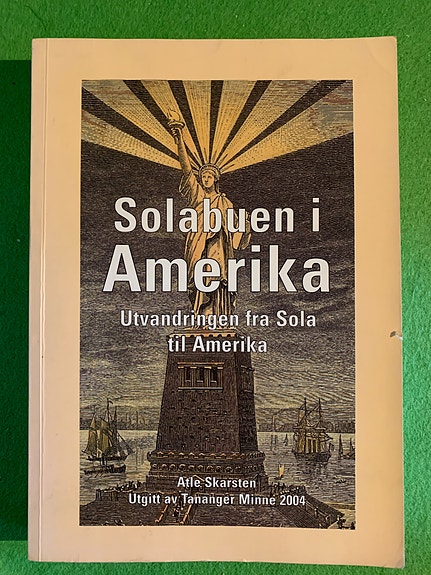 Solabuen i
Amerika
Utvandringen fra Sola
til Amerika
Atle Skarsten
Utgitt av Tananger Minne 2004